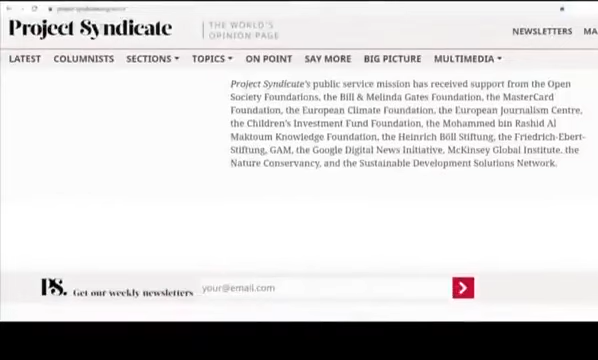 Project Syndicate
THE WORLD'S
OPINION PAGE
NEWSLETTERS MA
LATEST COLUMNISTS SECTIONS TOPICS ON POINT SAY MORE BIG PICTURE MULTIMEDIA
Project Syndicate's public service mission has received support from the Open
Society Foundations, the Bill & Melinda Gates Foundation, the MasterCard
Foundation, the European Climate Foundation, the European Journalism Centre,
the Children's Investment Fund Foundation, the Mohammed bin Rashid Al
Maktoum Knowledge Foundation, the Heinrich Böll Stiftung, the Friedrich-Ebert-
Stiftung, GAM, the Google Digital News Initiative, McKinsey Global Institute, the
Nature Conservancy, and the Sustainable Development Solutions Network.
PS. Get our weekly newsletters your@email.com